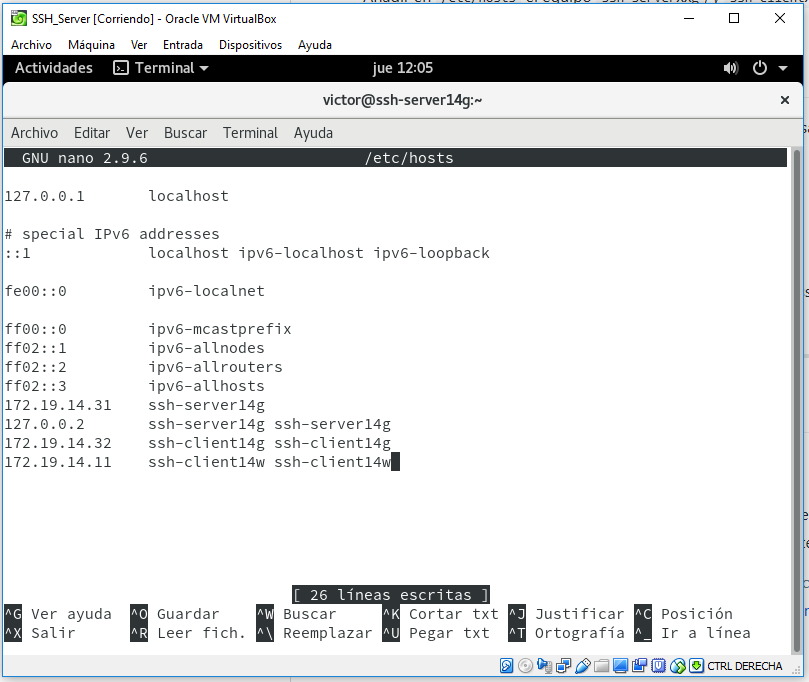 SSH_Server [Corriendo] - Oracle VM VirtualBox
Archivo Máquina Ver Entrada Dispositivos Ayuda
Actividades Terminal jue 12:05
victor@ssh-server14g:~
Archivo Editar Ver Buscar Terminal Ayuda
GNU nano 2.9.6 /etc/hosts
127.0.0.1 localhost
# special IPv6 addresses
::1 localhost ipv6-localhost ipv6-loopback
fe00::0 ipv6-localnet
ff00::0 ipv6-mcastprefix
ff02::1 ipv6-allnodes
ff02::2 ipv6-allrouters
ff02::3 ipv6-allhosts
172.19.14.31 ssh-server14g
127.0.0.2 ssh-server14g ssh-server14g
172.19.14.32 ssh-client14g ssh-client14g
172.19.14.11 ssh-client14w ssh-client14w
[ 26 líneas escritas ]
^G Ver ayuda ^O Guardar ^W Buscar ^K Cortar txt ^J Justificar ^C Posición
^X Salir ^R Leer fich. ^\ Reemplazar ^U Pegar txt ^T Ortografía ^_ Ir a línea
CTRL DERECHA